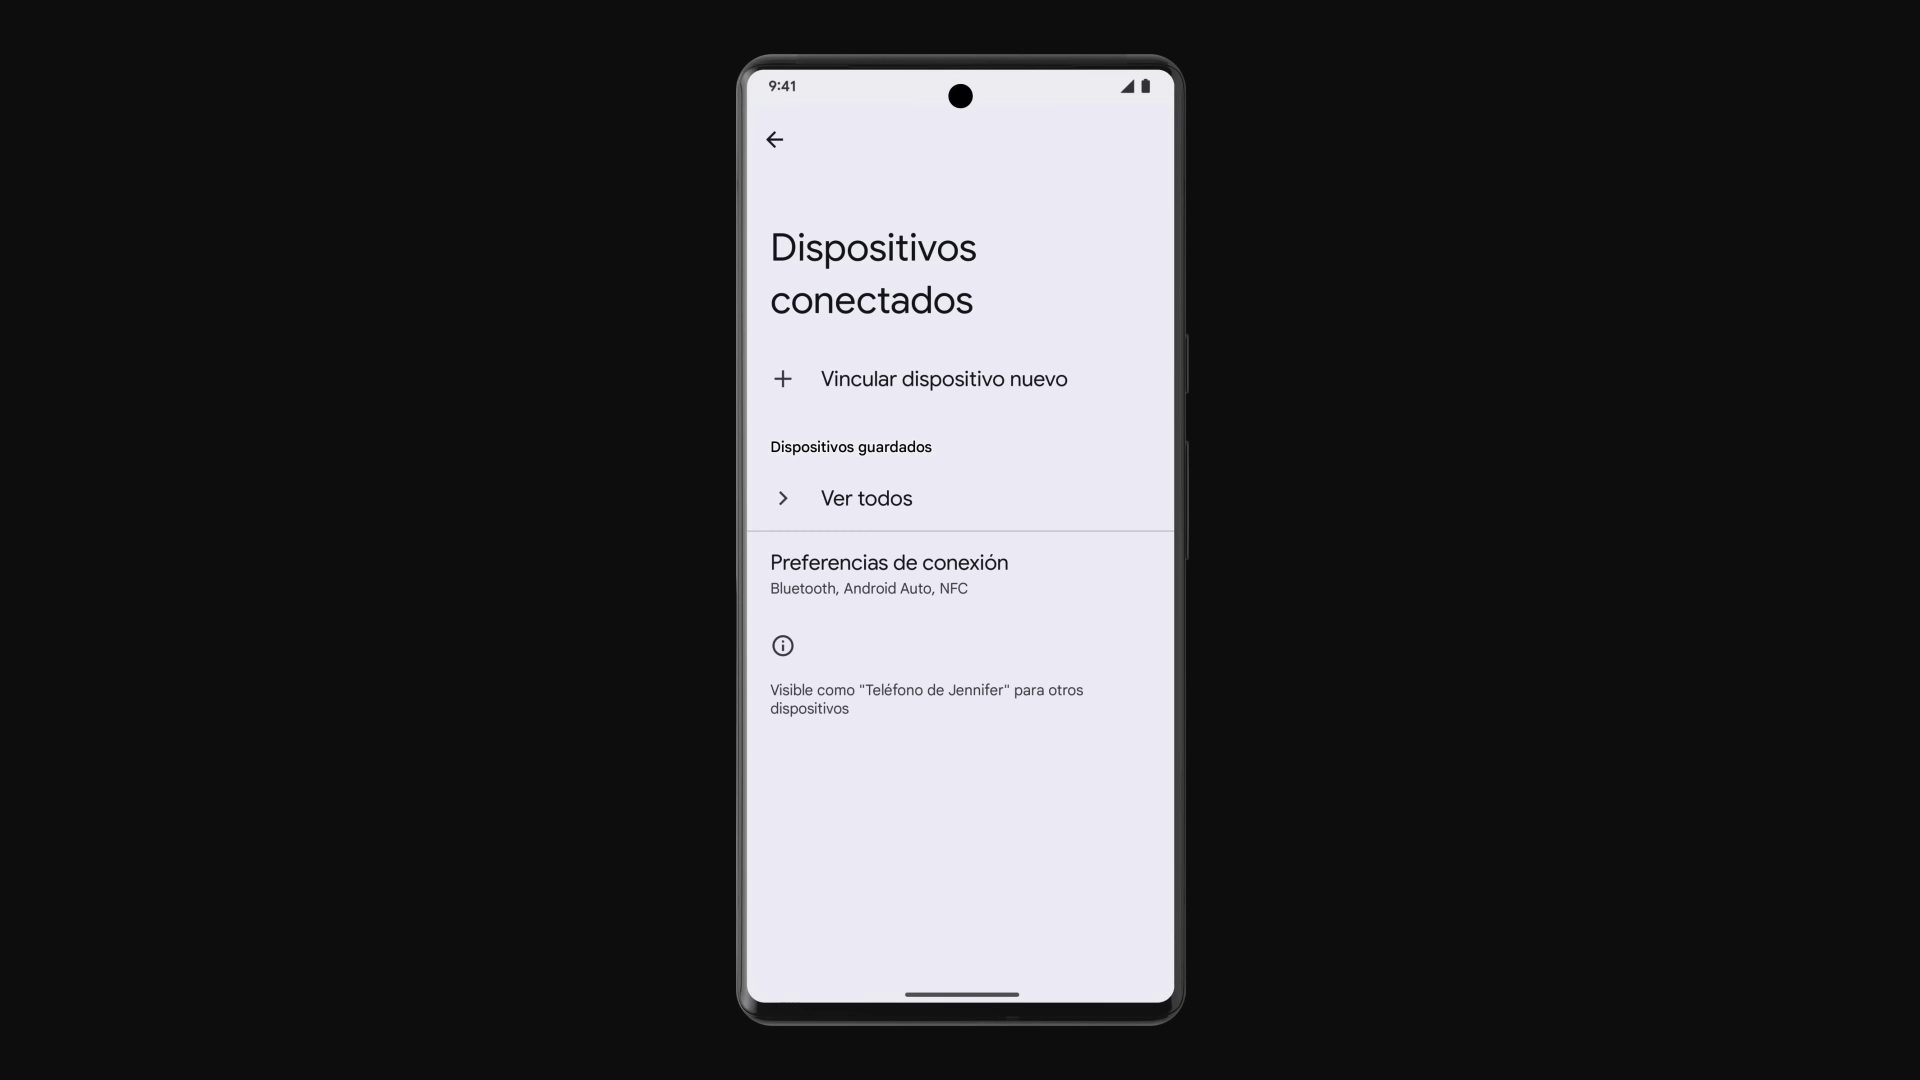 9:41
Dispositivos
conectados
Vincular dispositivo nuevo
Dispositivos guardados
Ver todos
Preferencias de conexión
Bluetooth, Android Auto, NFC
Visible como "Teléfono de Jennifer" para otros
dispositivos